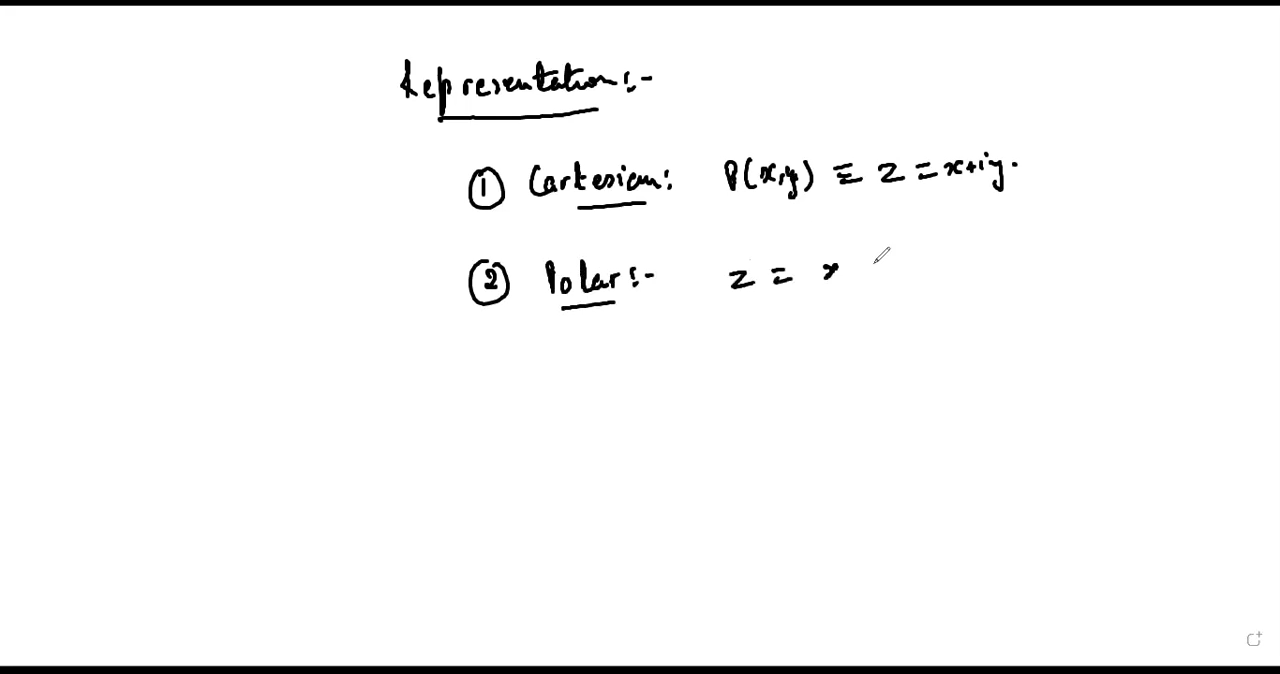 Representation :-
① Cartesian : P(x,y) ≡ z = x+iy.
② Polar :- z = r